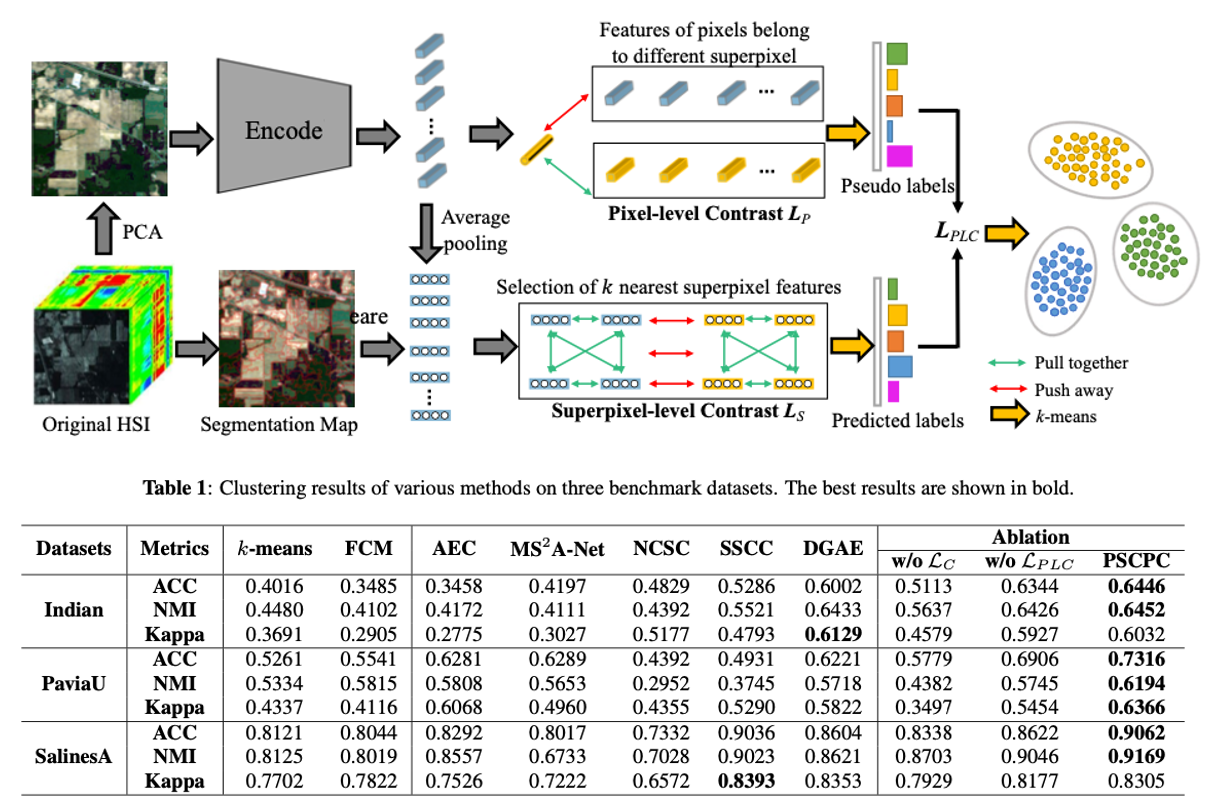 Features of pixels belong
to different superpixel
Encode
...
Pseudo labels
Pixel-level Contrast L_P
PCA
Average
pooling
L_PLC
Selection of k nearest superpixel features
eare
Pull together
Push away
k-means
Original HSI
Segmentation Map
Superpixel-level Contrast L_S
Predicted labels
Table 1: Clustering results of various methods on three benchmark datasets. The best results are shown in bold.
Datasets Metrics k-means FCM AEC MS²A-Net NCSC SSCC DGAE Ablation
w/o L_C w/o L_PLC PSCPC
Indian
ACC 0.4016 0.3485 0.3458 0.4197 0.4829 0.5286 0.6002 0.5113 0.6344 0.6446
NMI 0.4480 0.4102 0.4172 0.4111 0.4392 0.5521 0.6433 0.5637 0.6426 0.6452
Kappa 0.3691 0.2905 0.2775 0.3027 0.5177 0.4793 0.6129 0.4579 0.5927 0.6032
PaviaU
ACC 0.5261 0.5541 0.6281 0.6289 0.4392 0.4931 0.6221 0.5779 0.6906 0.7316
NMI 0.5334 0.5815 0.5808 0.5653 0.2952 0.3745 0.5718 0.4382 0.5745 0.6194
Kappa 0.4337 0.4116 0.6068 0.4960 0.4355 0.5290 0.5822 0.3497 0.5454 0.6366
SalinesA
ACC 0.8121 0.8044 0.8292 0.8017 0.7332 0.9036 0.8604 0.8338 0.8622 0.9062
NMI 0.8125 0.8019 0.8557 0.6733 0.7028 0.9023 0.8621 0.8703 0.9046 0.9169
Kappa 0.7702 0.7822 0.7526 0.7222 0.6572 0.8393 0.8353 0.7929 0.8177 0.8305